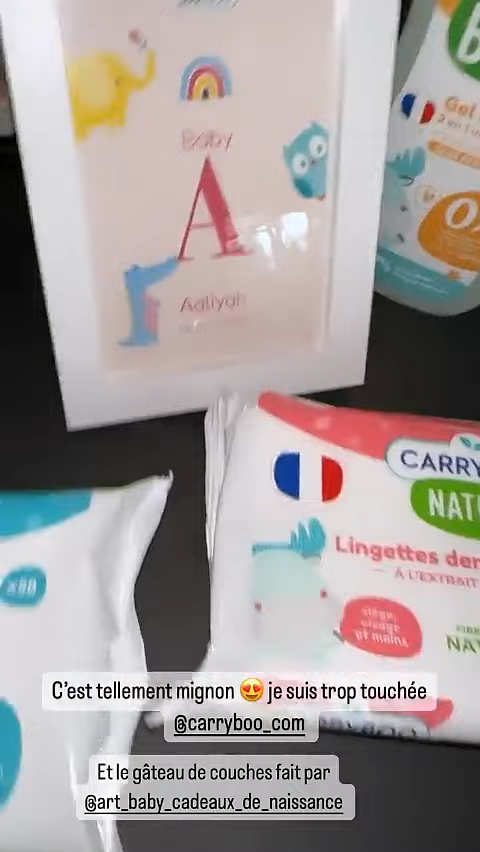 Baby
A
Aaliyah
Gel
CARRY
NAT
Lingettes der
À L'EXTRAIT
siège,
visage
et mains
x80
C'est tellement mignon 😍 je suis trop touchée
@carryboo_com
Et le gâteau de couches fait par
@art_baby_cadeaux_de_naissance